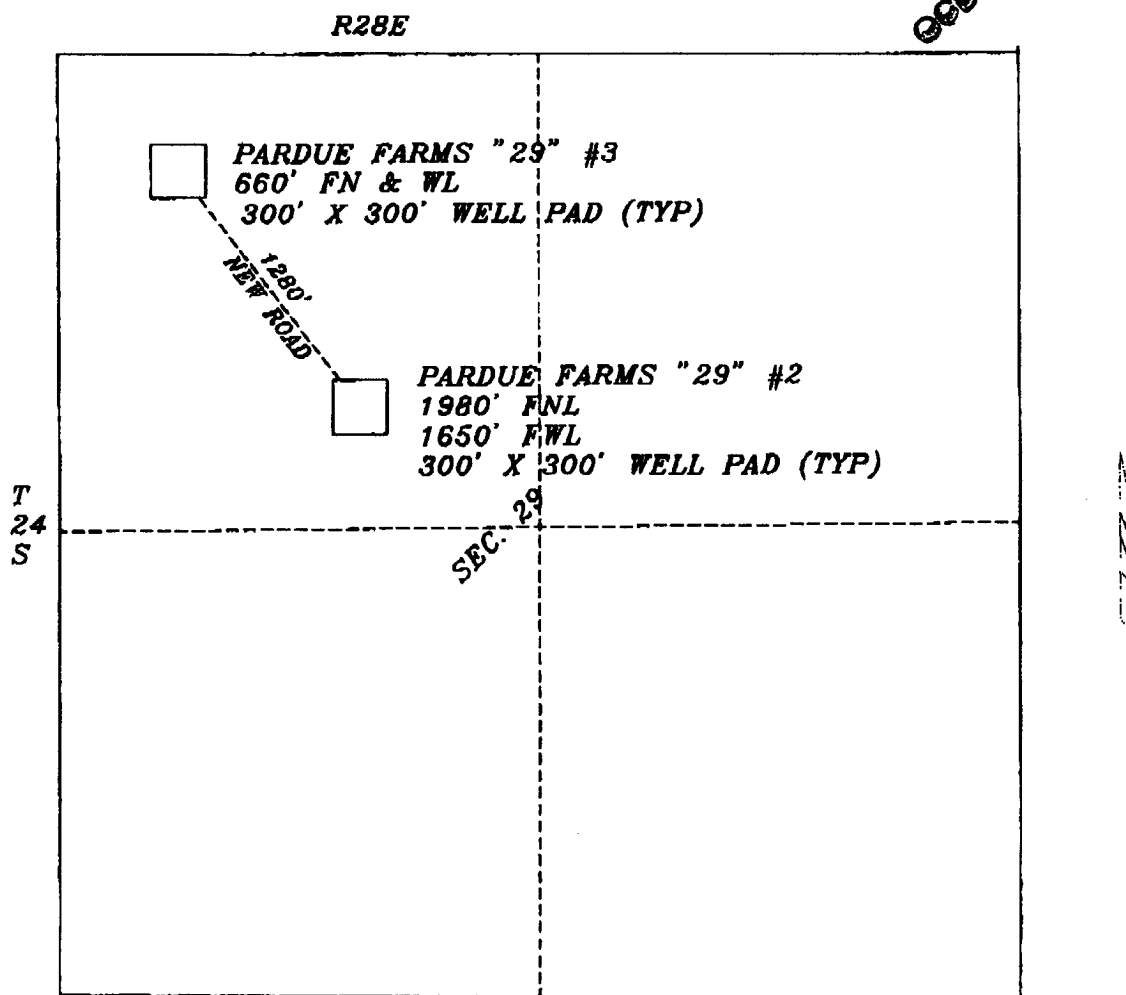 R28E
PARDUE FARMS "29" #3
660' FN & WL
300' X 300' WELL PAD (TYP)
1280'
NEW ROAD
PARDUE FARMS "29" #2
1980' FNL
1650' FWL
300' X 300' WELL PAD (TYP)
T
24
S
SEC. 29